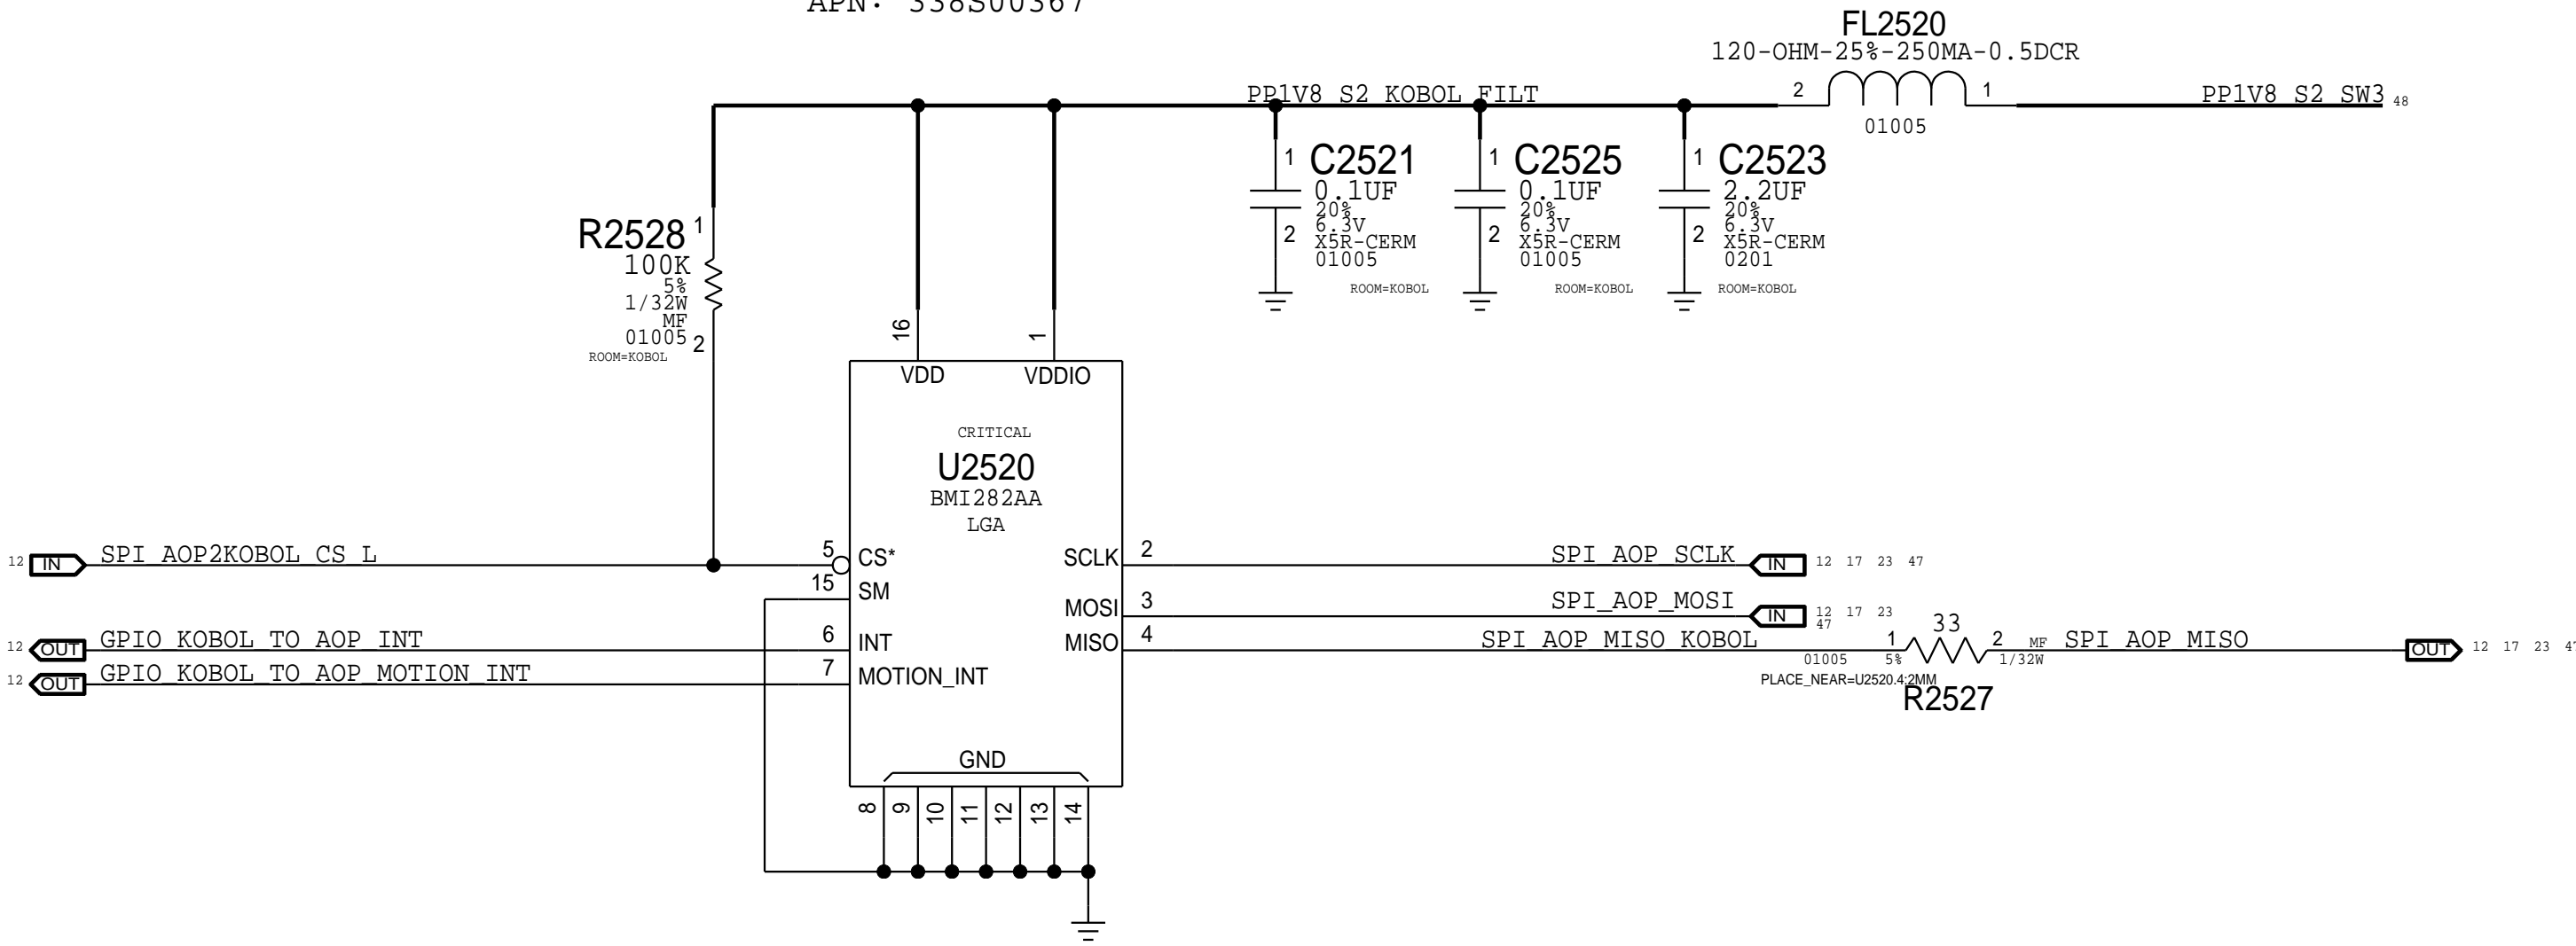 APN: 338S00367
FL2520
120-OHM-25%-250MA-0.5DCR
PP1V8_S2_KOBOL_FILT
2
1
PP1V8_S2_SW3 48
01005
1
C2521
0.1UF
20%
6.3V
X5R-CERM
01005
2
ROOM=KOBOL
1
C2525
0.1UF
20%
6.3V
X5R-CERM
01005
2
ROOM=KOBOL
1
C2523
2.2UF
20%
6.3V
X5R-CERM
0201
2
ROOM=KOBOL
R2528
1
100K
5%
1/32W
MF
01005
2
ROOM=KOBOL
16
1
VDD
VDDIO
CRITICAL
U2520
BMI282AA
LGA
12 IN SPI_AOP2KOBOL_CS_L
5 CS*
15 SM
12 OUT GPIO_KOBOL_TO_AOP_INT
6 INT
12 OUT GPIO_KOBOL_TO_AOP_MOTION_INT
7 MOTION_INT
SCLK 2
SPI_AOP_SCLK IN 12 17 23 47
MOSI 3
SPI_AOP_MOSI IN 12 17 23
47
MISO 4
SPI_AOP_MISO_KOBOL
1
33
2
MF
SPI_AOP_MISO
OUT 12 17 23 47
01005
5%
1/32W
PLACE_NEAR=U2520.4:2MM
R2527
GND
8 9 10 11 12 13 14